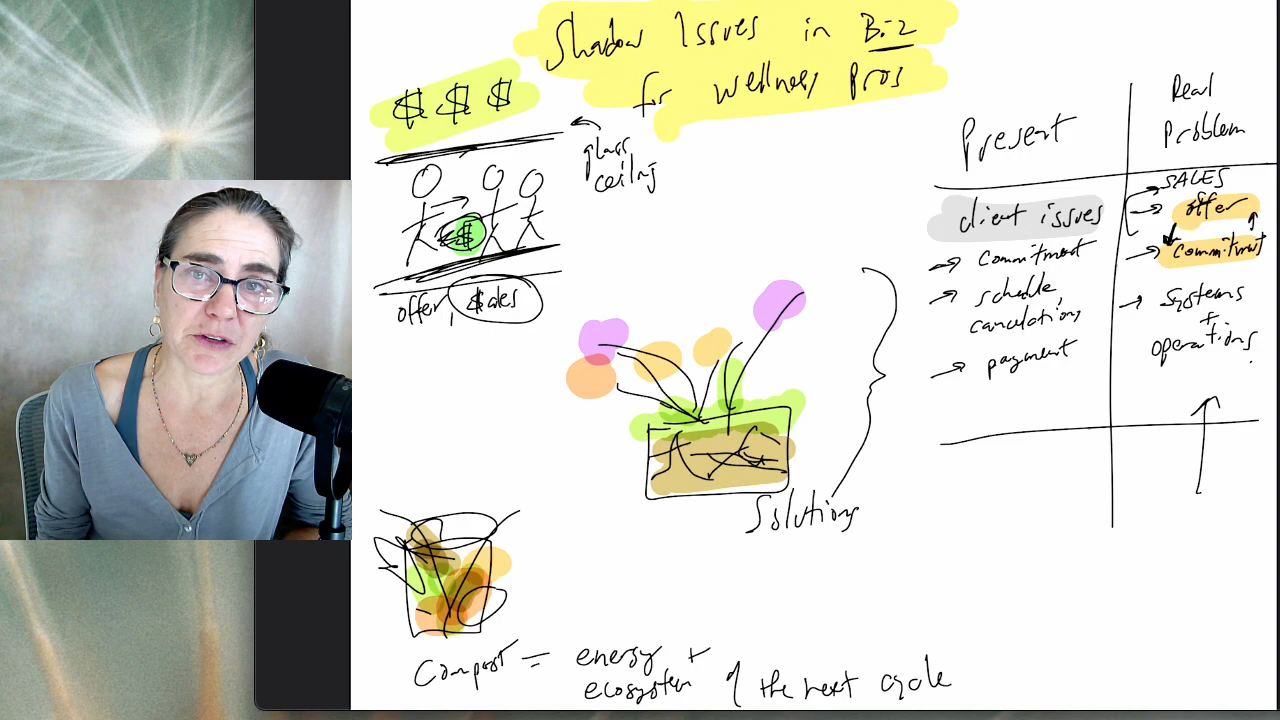 Shadow Issues in Biz
for Wellness Pros
$ $ $
glass
ceiling
$
offer, $ales
Present
Real
Problem
client issues
→ commitment
→ schedule,
cancelations
→ payment
→ SALES
→ offer
→ commitment
→ systems
+
operations
Solutions
Compost = energy +
ecosystem of the next cycle